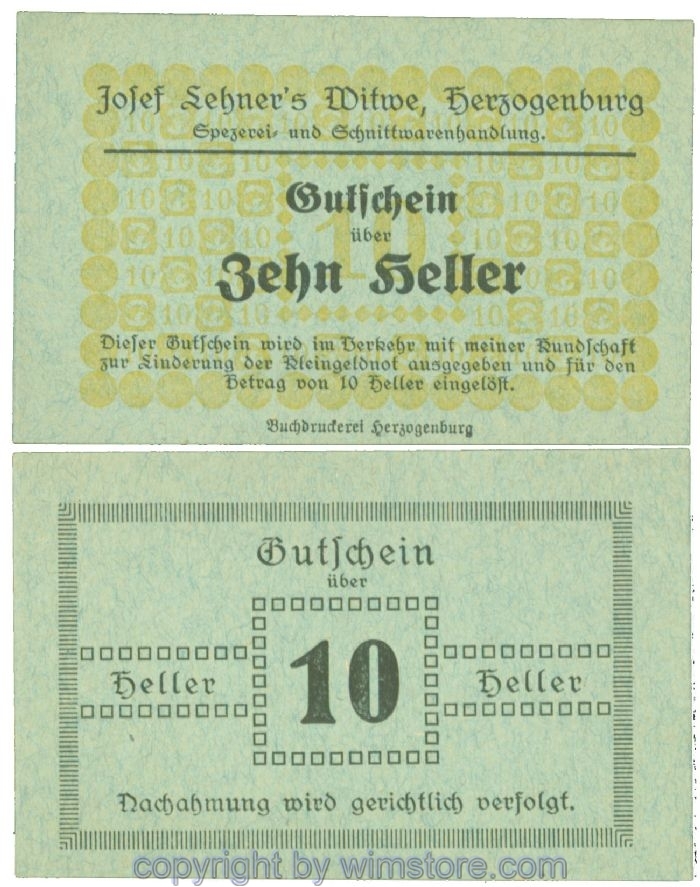 Josef Lehner's Witwe, Herzogenburg
Spezerei- und Schnittwarenhandlung.
Gutschein
über
Zehn Heller
Dieser Gutschein wird im Verkehr mit meiner Kundschaft
zur Linderung der Kleingeldnot ausgegeben und für den
Betrag von 10 Heller eingelöst.
Buchdruckerei Herzogenburg
Gutschein
über
Heller 10 Heller
Nachahmung wird gerichtlich verfolgt.
copyright by wimstore.com